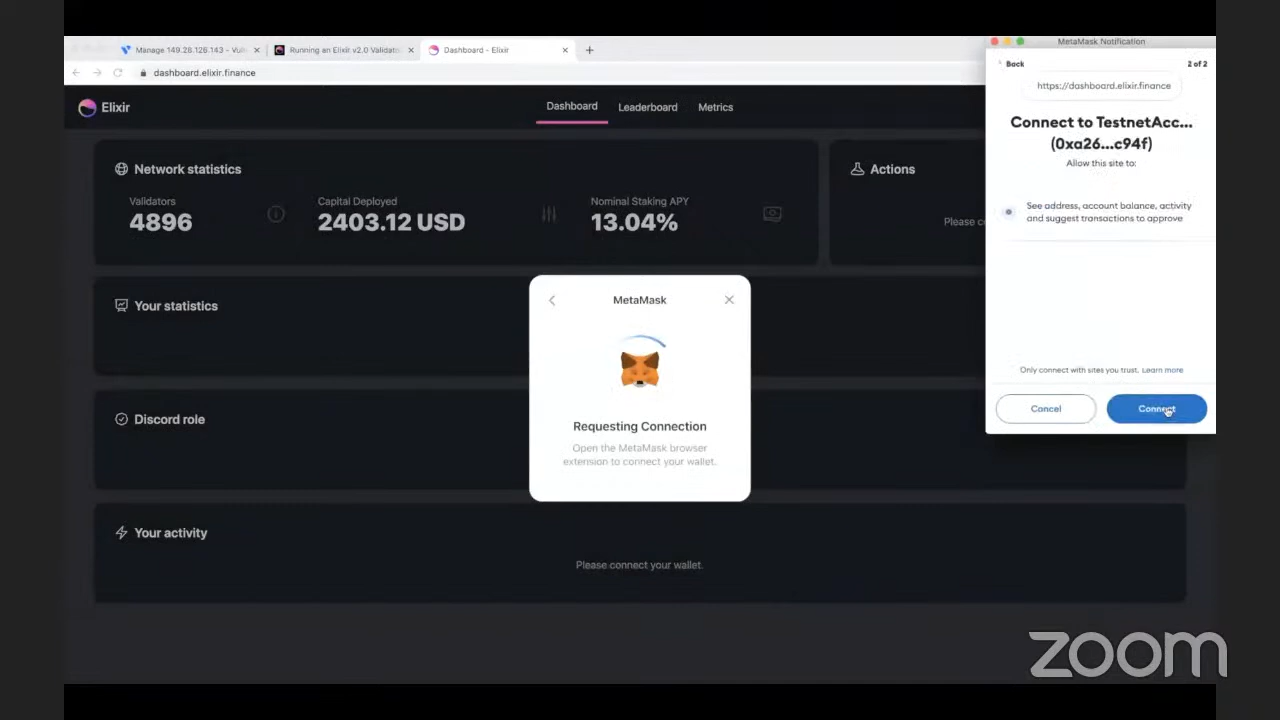 Manage 149.28.126.143 - Vul
Running an Elixir v2.0 Validato
Dashboard - Elixir
dashboard.elixir.finance
Elixir
Dashboard
Leaderboard
Metrics
Network statistics
Validators
4896
Capital Deployed
2403.12 USD
Nominal Staking APY
13.04%
Actions
Please c
Your statistics
Discord role
Your activity
Please connect your wallet.
MetaMask
Requesting Connection
Open the MetaMask browser
extension to connect your wallet.
MetaMask Notification
Back
2 of 2
https://dashboard.elixir.finance
Connect to TestnetAcc...
(0xa26...c94f)
Allow this site to:
See address, account balance, activity
and suggest transactions to approve
Only connect with sites you trust. Learn more
Cancel
Connect
zoom